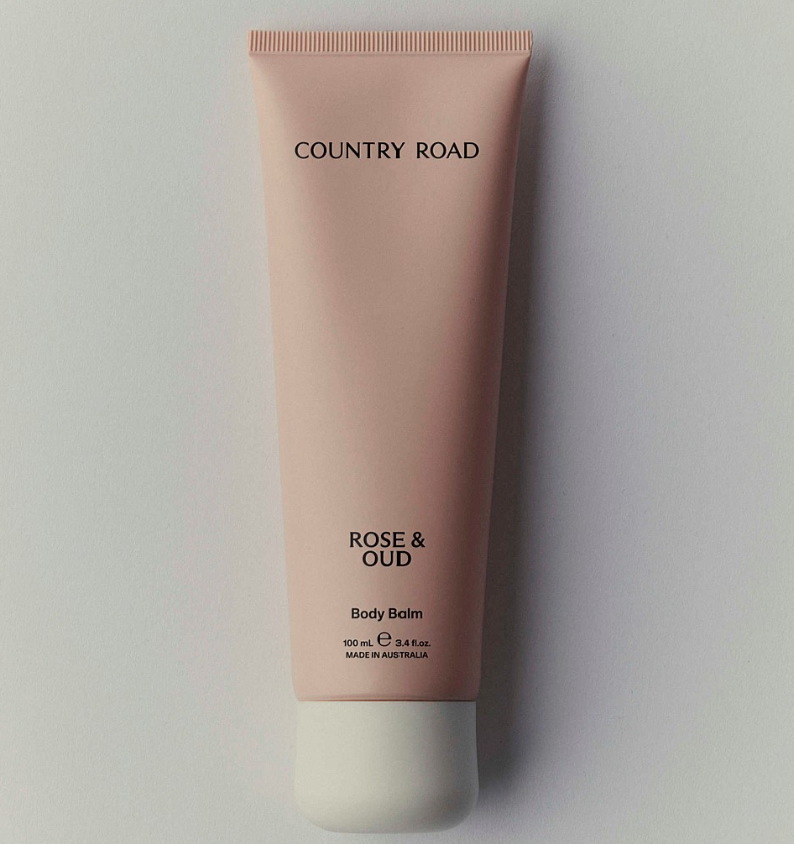 COUNTRY ROAD
ROSE &
OUD
Body Balm
100 mL ℮ 3.4 fl.oz.
MADE IN AUSTRALIA